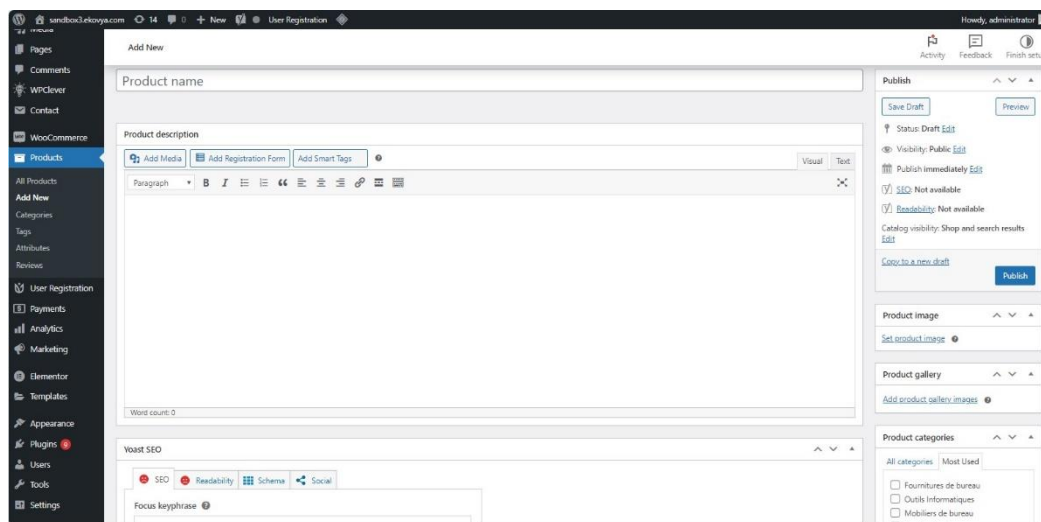 sandbox3.ekovya.com 14 0 + New User Registration Howdy, administrator
Media
Pages
Comments
WPClever
Contact
WooCommerce
Products
All Products
Add New
Categories
Tags
Attributes
Reviews
User Registration
Payments
Analytics
Marketing
Elementor
Templates
Appearance
Plugins
Users
Tools
Settings
Add New
Activity Feedback Finish setu
Product name
Product description
Add Media Add Registration Form Add Smart Tags
Visual Text
Paragraph B I
Word count: 0
Yoast SEO
SEO Readability Schema Social
Focus keyphrase
Publish
Save Draft Preview
Status: Draft Edit
Visibility: Public Edit
Publish immediately Edit
SEO: Not available
Readability: Not available
Catalog visibility: Shop and search results
Edit
Copy to a new draft
Publish
Product image
Set product image
Product gallery
Add product gallery images
Product categories
All categories Most Used
Fournitures de bureau
Outils Informatiques
Mobiliers de bureau